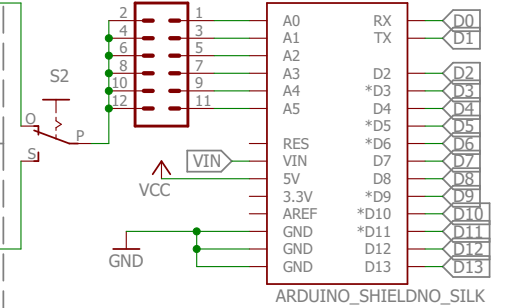 2 1 A0 RX D0
4 3 A1 TX D1
6 5 A2
8 7 A3 D2 D2
10 9 A4 *D3 D3
12 11 A5 D4 D4
*D5 D5
S2
O P
S
RES *D6 D6
VIN VIN D7 D7
VCC 5V D8 D8
3.3V *D9 D9
AREF *D10 D10
GND *D11 D11
GND GND D12 D12
GND D13 D13
ARDUINO_SHIELDNO_SILK